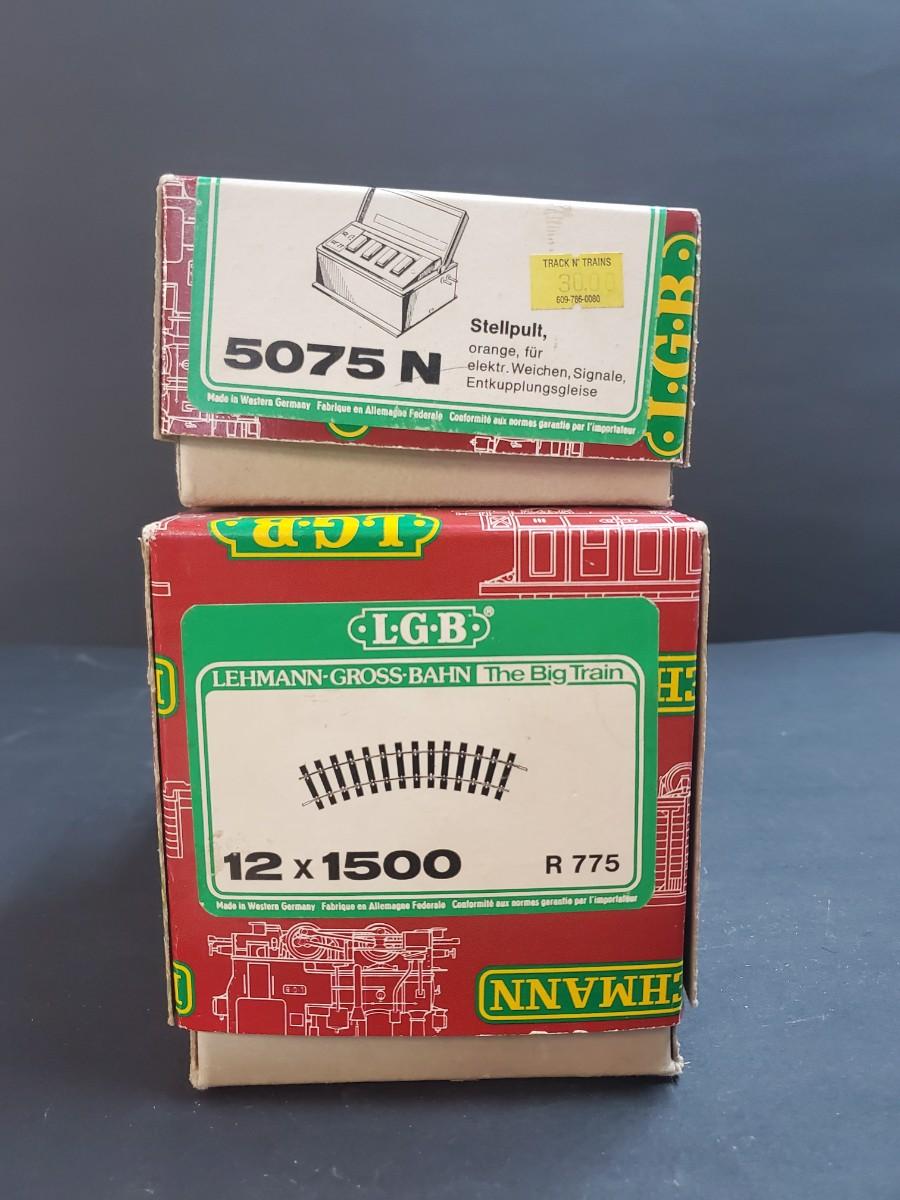 TRACK N' TRAINS
30.00
609-786-0080
5075 N
Stellpult,
orange, für
elektr. Weichen, Signale,
Entkupplungsgleise
Made in Western Germany Fabrique en Allemagne Federale Conformité aux normes garantie par l'importateur
L·G·B
L·G·B
L·G·B®
LEHMANN-GROSS-BAHN The Big Train
12 x 1500
R 775
Made in Western Germany Fabrique en Allemagne Federale Conformité aux normes garantie par l'importateur
HMANN